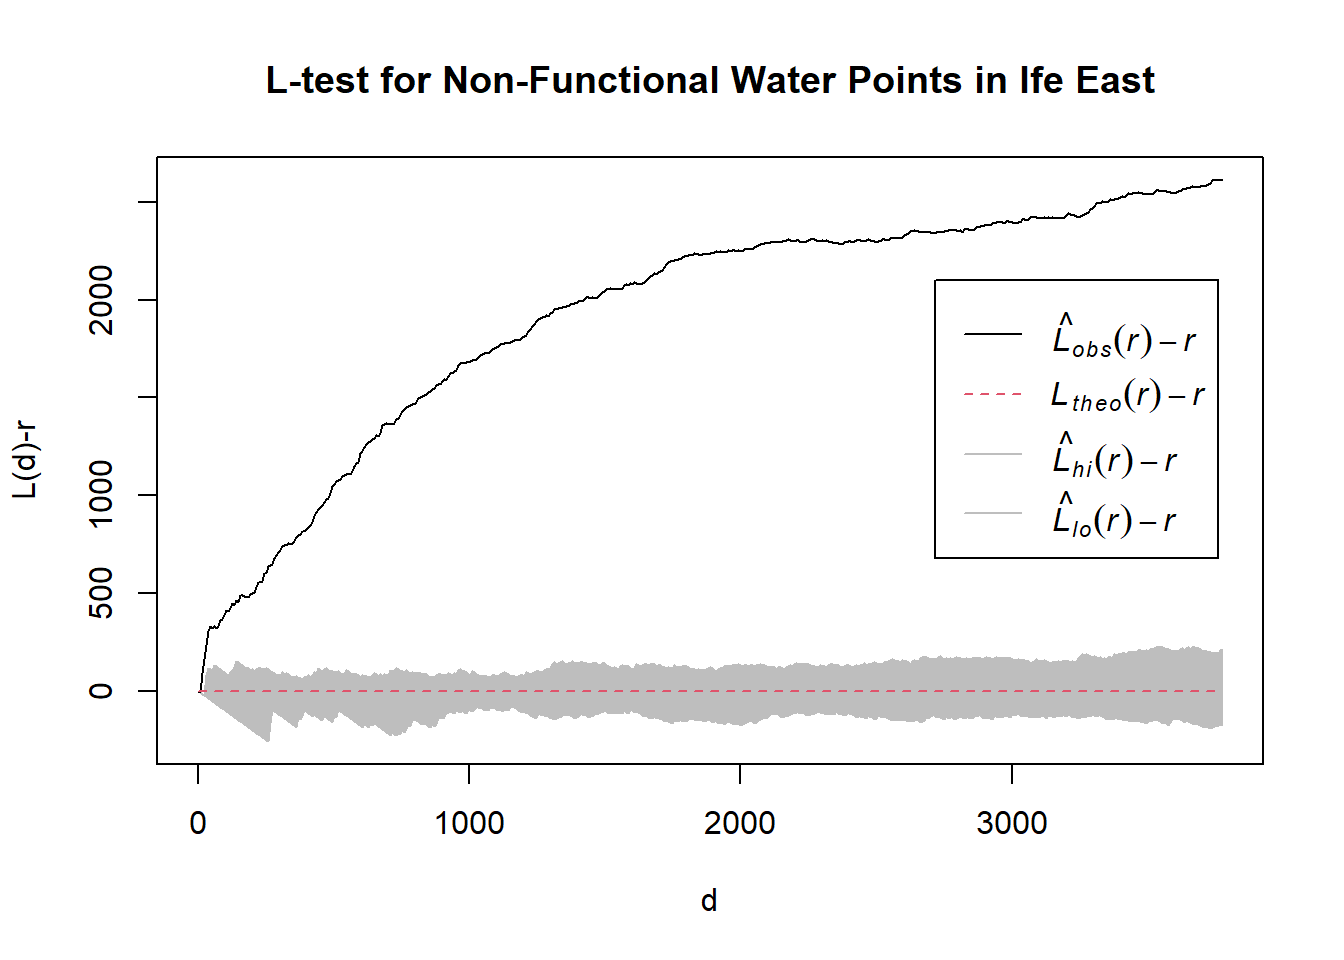 L-test for Non-Functional Water Points in Ife East
L(d)-r
2000
1000
500
0
L̂obs(r) − r
Ltheo(r) − r
L̂hi(r) − r
L̂lo(r) − r
0 1000 2000 3000
d